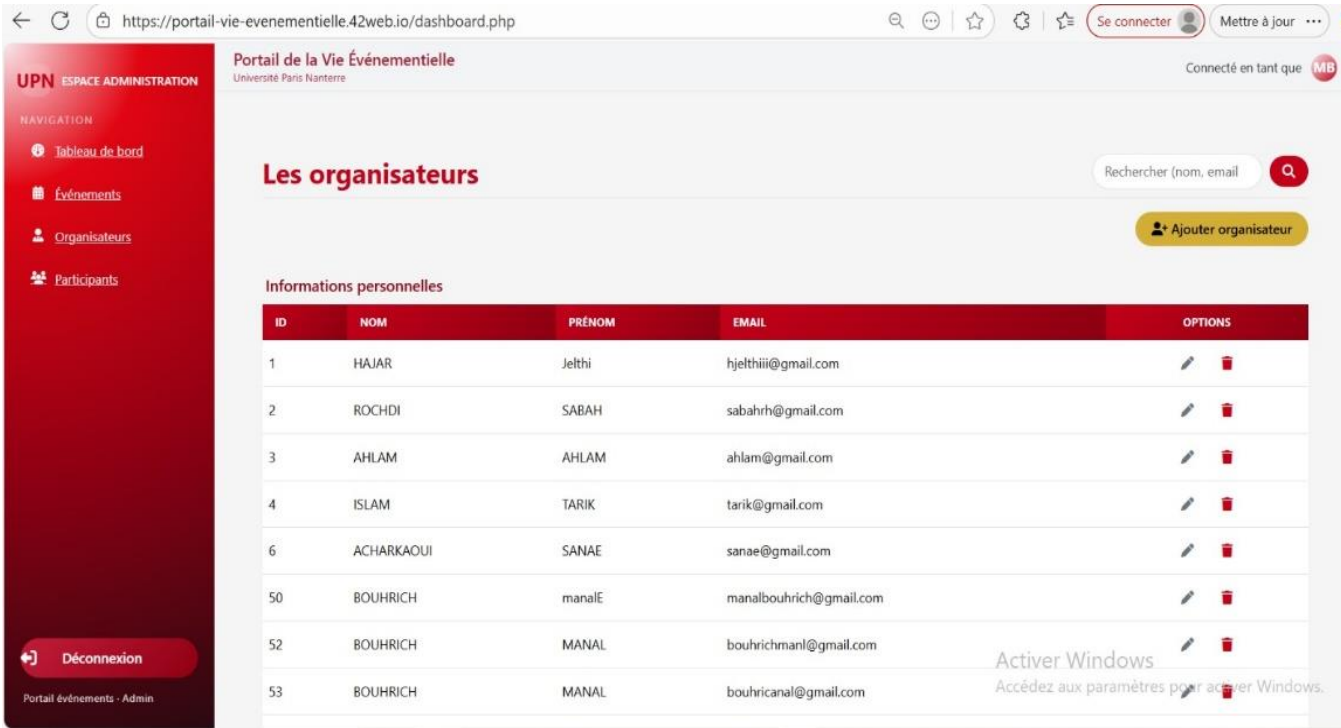 https://portail-vie-evenementielle.42web.io/dashboard.php
Se connecter
Mettre à jour
UPN ESPACE ADMINISTRATION
Portail de la Vie Événementielle
Université Paris Nanterre
Connecté en tant que MB
NAVIGATION
Tableau de bord
Événements
Organisateurs
Participants
Les organisateurs
Rechercher (nom, email
Ajouter organisateur
Informations personnelles
ID NOM PRÉNOM EMAIL OPTIONS
1 HAJAR Jelthi hjelthiii@gmail.com
2 ROCHDI SABAH sabahrh@gmail.com
3 AHLAM AHLAM ahlam@gmail.com
4 ISLAM TARIK tarik@gmail.com
6 ACHARKAOUI SANAE sanae@gmail.com
50 BOUHRICH manalE manalbouhrich@gmail.com
52 BOUHRICH MANAL bouhrichmanl@gmail.com
53 BOUHRICH MANAL bouhricanal@gmail.com
Déconnexion
Portail événements - Admin
Activer Windows
Accédez aux paramètres pour activer Windows.